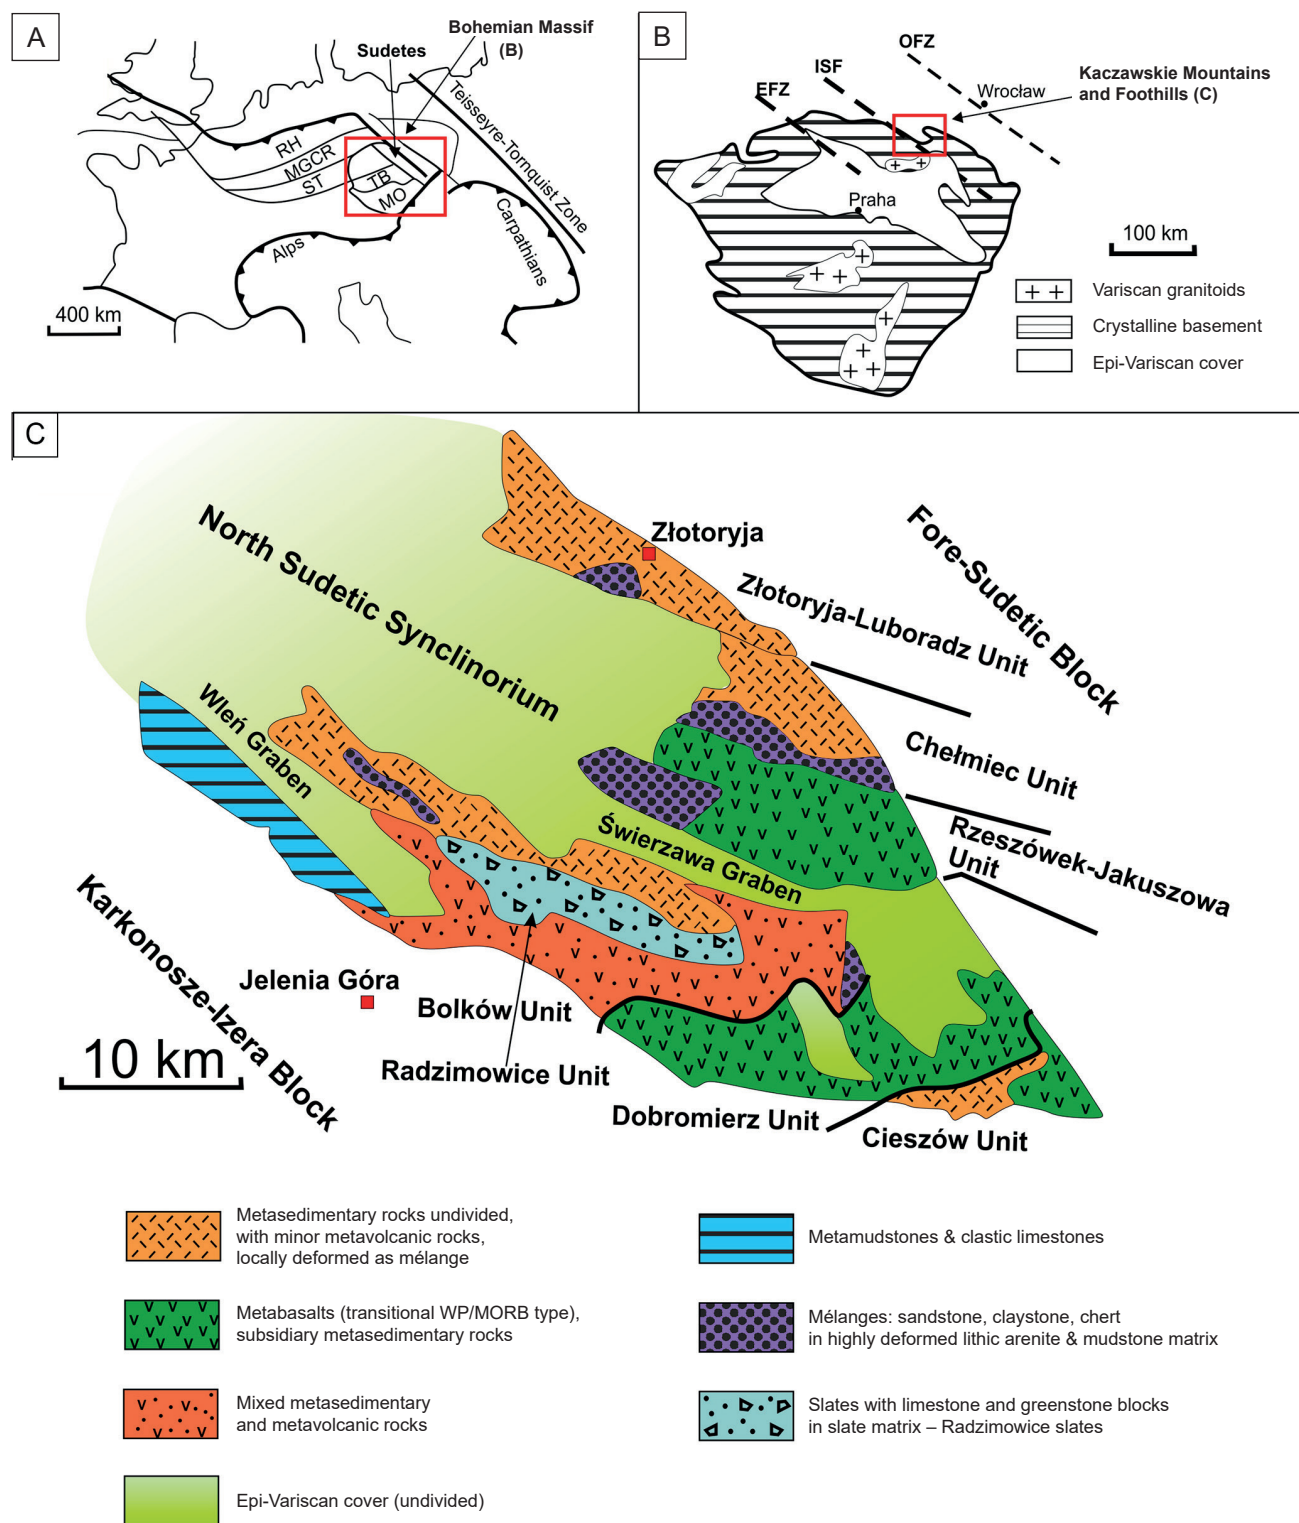 A
Bohemian Massif
(B)
Sudetes
Teisseyre-Tornquist Zone
RH
MGCR
ST
TB
MO
Alps
Carpathians
400 km
B
OFZ
ISF
EFZ
Wrocław
Kaczawskie Mountains
and Foothills (C)
Praha
100 km
Variscan granitoids
Crystalline basement
Epi-Variscan cover
C
North Sudetic Synclinorium
Złotoryja
Fore-Sudetic Block
Złotoryja-Luboradz Unit
Wleń Graben
Chełmiec Unit
Świerzawa Graben
Rzeszówek-Jakuszowa
Unit
Karkonosze-Izera Block
Jelenia Góra
Bolków Unit
10 km
Radzimowice Unit
Dobromierz Unit
Cieszów Unit
Metasedimentary rocks undivided,
with minor metavolcanic rocks,
locally deformed as mélange
Metabasalts (transitional WP/MORB type),
subsidiary metasedimentary rocks
Mixed metasedimentary
and metavolcanic rocks
Epi-Variscan cover (undivided)
Metamudstones & clastic limestones
Mélanges: sandstone, claystone, chert
in highly deformed lithic arenite & mudstone matrix
Slates with limestone and greenstone blocks
in slate matrix – Radzimowice slates